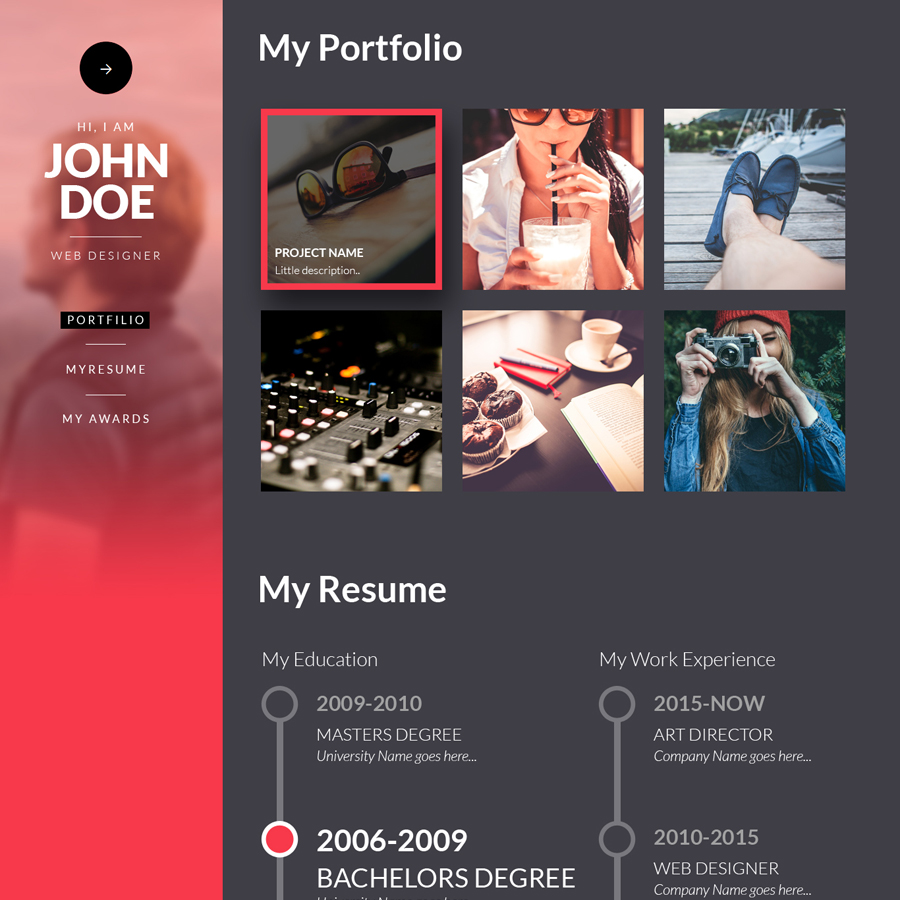 HI, I AM
JOHN
DOE
WEB DESIGNER
PORTFILIO
MYRESUME
MY AWARDS
My Portfolio
PROJECT NAME
Little description..
My Resume
My Education
2009-2010
MASTERS DEGREE
University Name goes here...
2006-2009
BACHELORS DEGREE
My Work Experience
2015-NOW
ART DIRECTOR
Company Name goes here...
2010-2015
WEB DESIGNER
Company Name goes here...